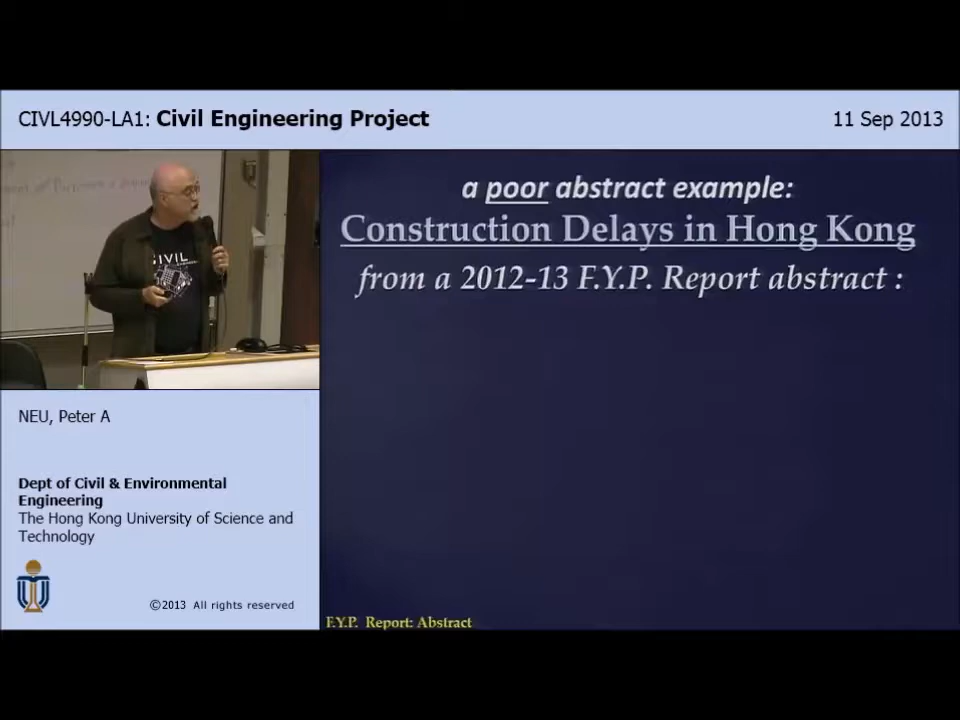 CIVL4990-LA1: Civil Engineering Project
11 Sep 2013
IVIL
a poor abstract example:
Construction Delays in Hong Kong
from a 2012-13 F.Y.P. Report abstract :
NEU, Peter A
Dept of Civil & Environmental
Engineering
The Hong Kong University of Science and
Technology
©2013 All rights reserved
F.Y.P. Report: Abstract